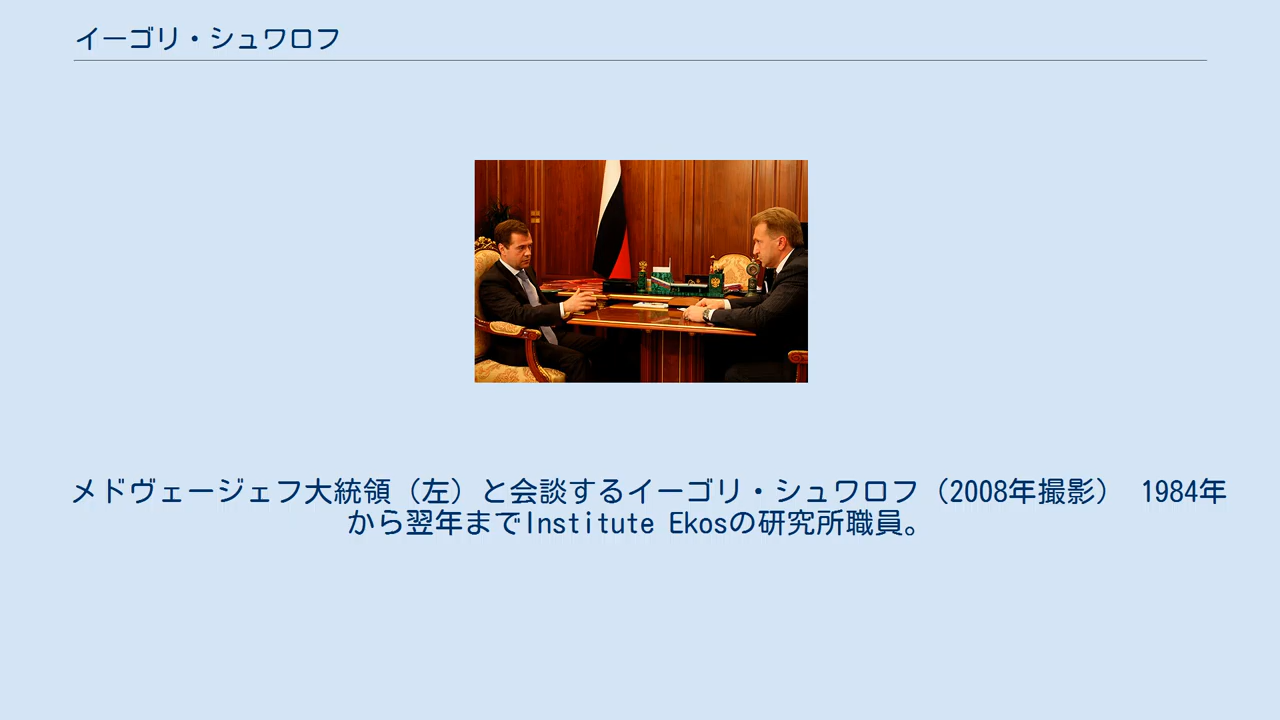 イーゴリ・シュワロフ
メドヴェージェフ大統領（左）と会談するイーゴリ・シュワロフ（2008年撮影） 1984年
から翌年までInstitute Ekosの研究所職員。